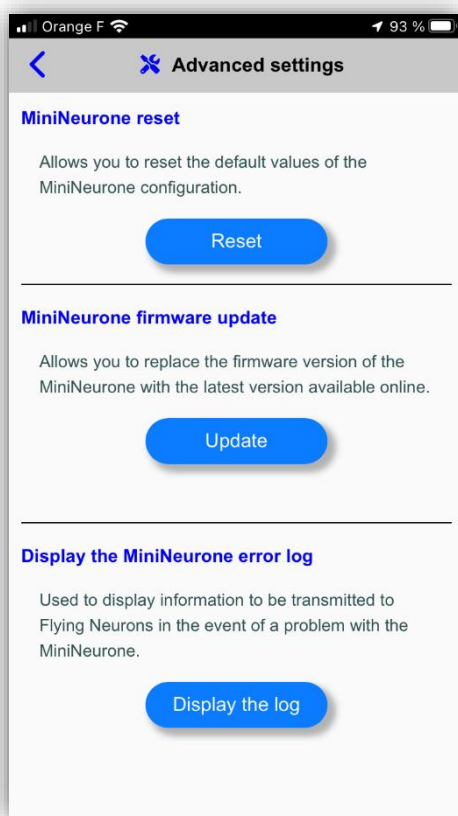 Orange F 93 %
Advanced settings
MiniNeurone reset
Allows you to reset the default values of the
MiniNeurone configuration.
Reset
MiniNeurone firmware update
Allows you to replace the firmware version of the
MiniNeurone with the latest version available online.
Update
Display the MiniNeurone error log
Used to display information to be transmitted to
Flying Neurons in the event of a problem with the
MiniNeurone.
Display the log